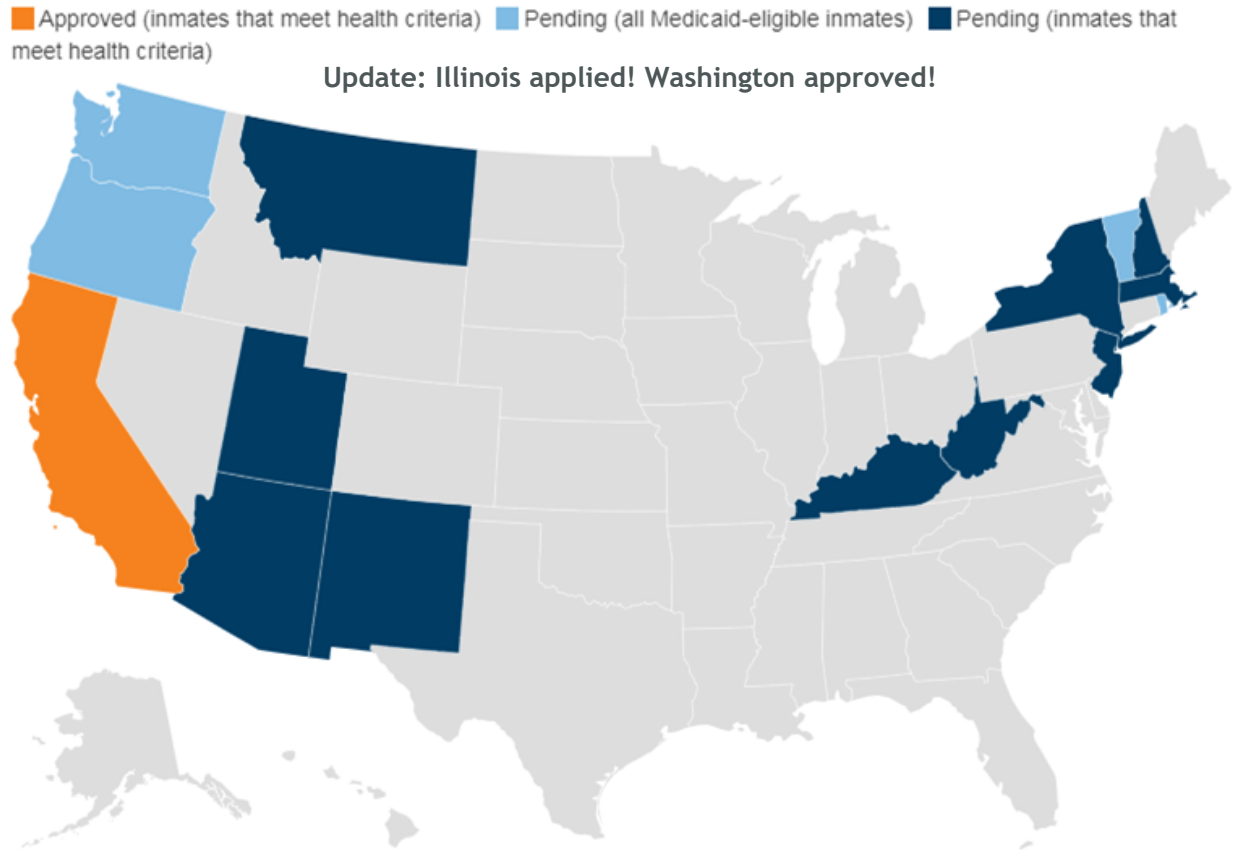 Approved (inmates that meet health criteria) Pending (all Medicaid-eligible inmates) Pending (inmates that
meet health criteria)
Update: Illinois applied! Washington approved!